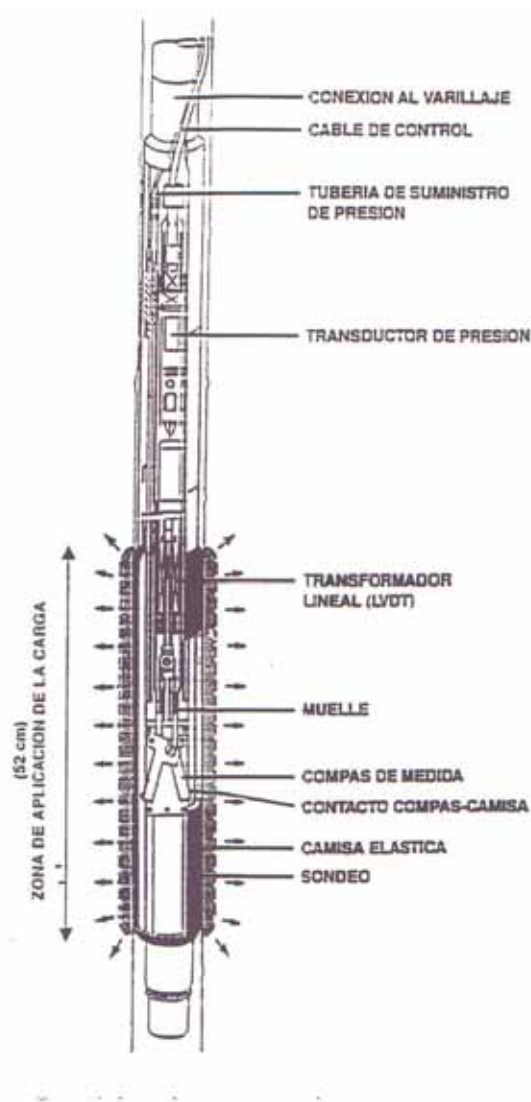 CONEXION AL VARILLAJE
CABLE DE CONTROL
TUBERIA DE SUMINISTRO
DE PRESION
TRANSDUCTOR DE PRESION
TRANSFORMADOR
LINEAL (LVDT)
MUELLE
COMPAS DE MEDIDA
CONTACTO COMPAS-CAMISA
CAMISA ELASTICA
SONDEO
ZONA DE APLICACION DE LA CARGA
(52 cm)